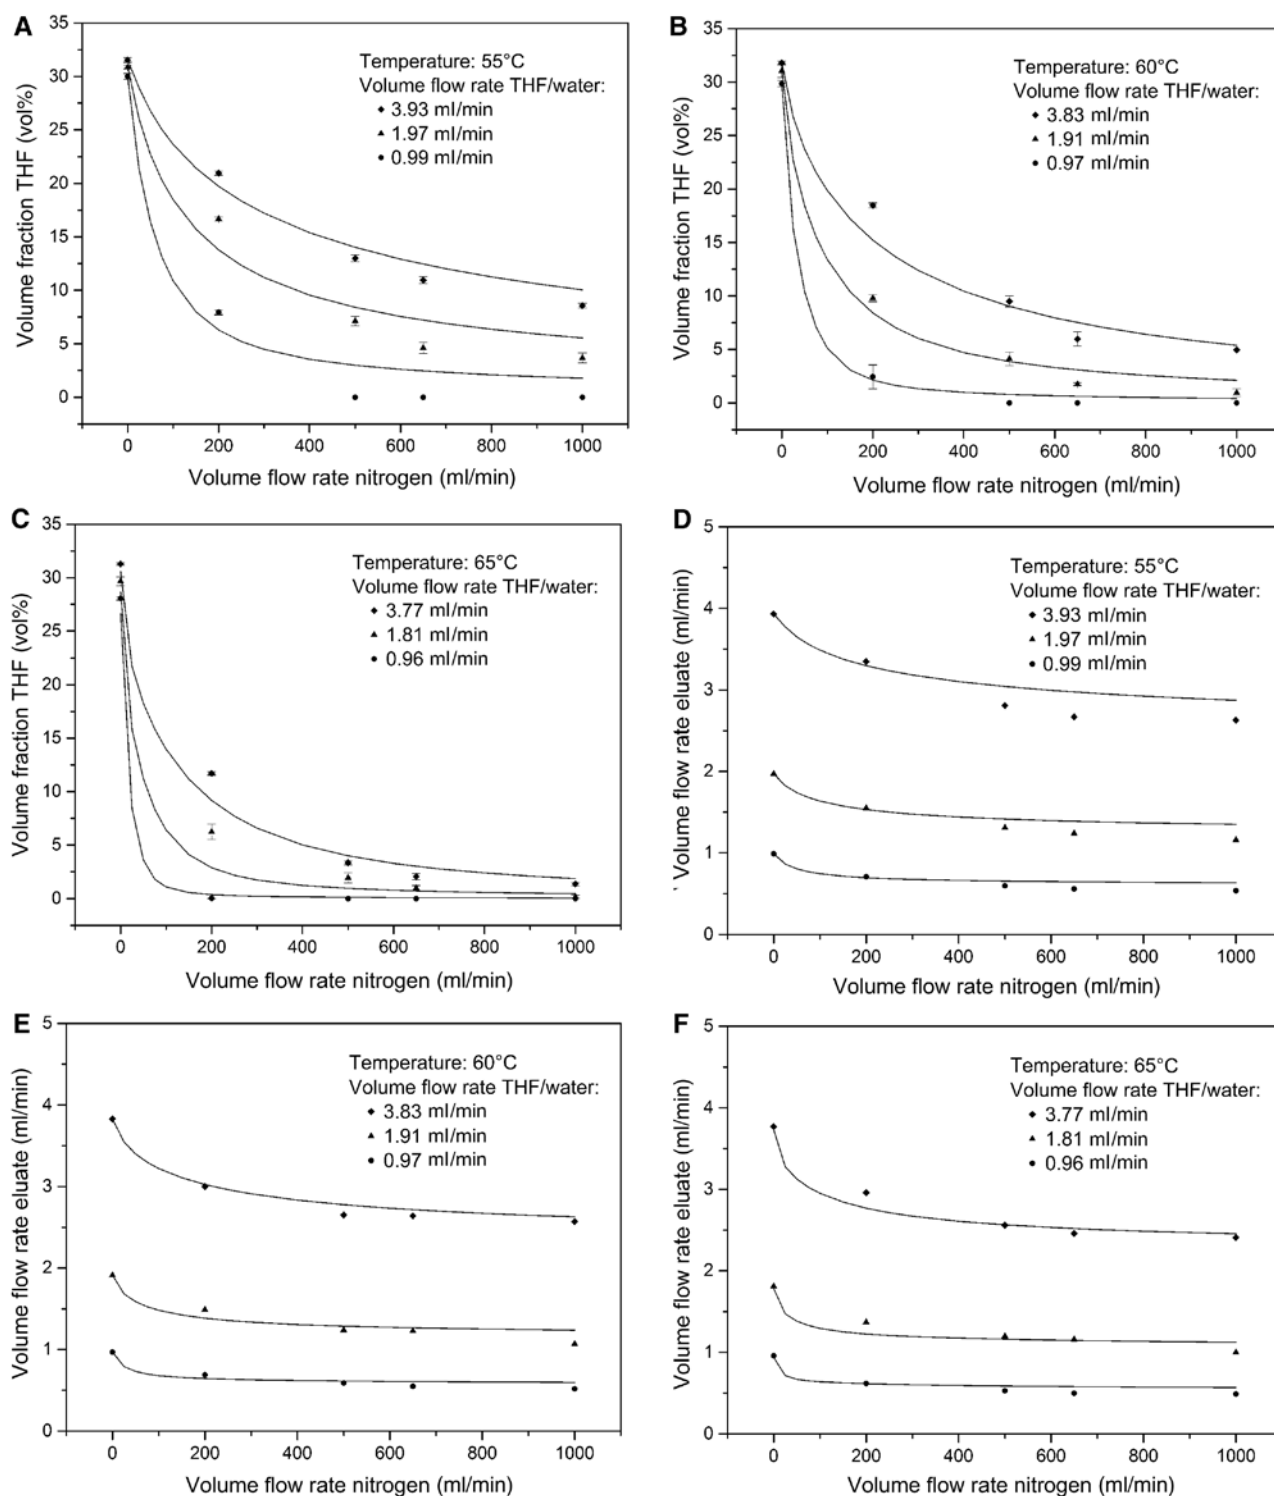 A
Temperature: 55°C
Volume flow rate THF/water:
3.93 ml/min
1.97 ml/min
0.99 ml/min
35
30
25
20
15
10
5
0
Volume fraction THF (vol%)
0 200 400 600 800 1000
Volume flow rate nitrogen (ml/min)
B
Temperature: 60°C
Volume flow rate THF/water:
3.83 ml/min
1.91 ml/min
0.97 ml/min
35
30
25
20
15
10
5
0
Volume fraction THF (vol%)
0 200 400 600 800 1000
Volume flow rate nitrogen (ml/min)
C
Temperature: 65°C
Volume flow rate THF/water:
3.77 ml/min
1.81 ml/min
0.96 ml/min
35
30
25
20
15
10
5
0
Volume fraction THF (vol%)
0 200 400 600 800 1000
Volume flow rate nitrogen (ml/min)
D
Temperature: 55°C
Volume flow rate THF/water:
3.93 ml/min
1.97 ml/min
0.99 ml/min
5
4
3
2
1
0
Volume flow rate eluate (ml/min)
0 200 400 600 800 1000
Volume flow rate nitrogen (ml/min)
E
Temperature: 60°C
Volume flow rate THF/water:
3.83 ml/min
1.91 ml/min
0.97 ml/min
5
4
3
2
1
0
Volume flow rate eluate (ml/min)
0 200 400 600 800 1000
Volume flow rate nitrogen (ml/min)
F
Temperature: 65°C
Volume flow rate THF/water:
3.77 ml/min
1.81 ml/min
0.96 ml/min
5
4
3
2
1
0
Volume flow rate eluate (ml/min)
0 200 400 600 800 1000
Volume flow rate nitrogen (ml/min)